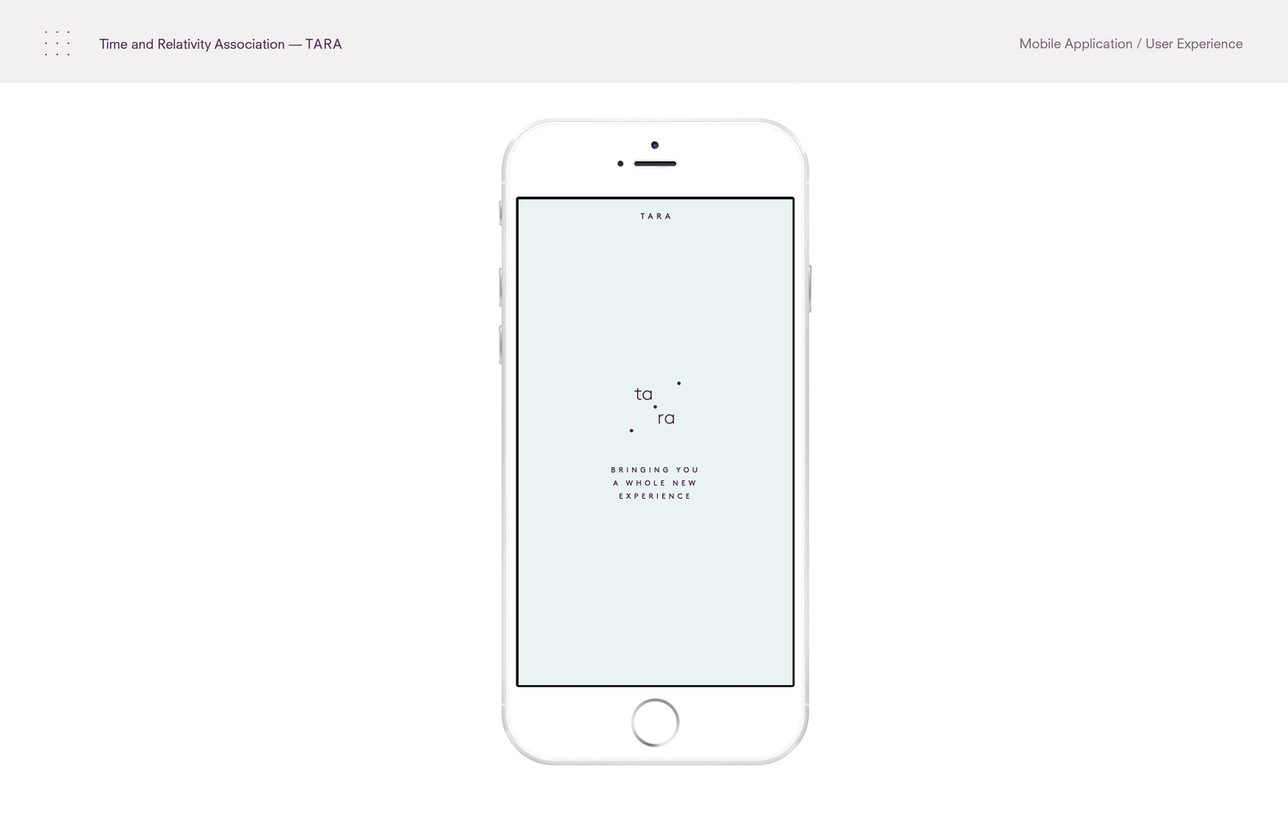 Time and Relativity Association — TARA
Mobile Application / User Experience
TARA
ta
ra
BRINGING YOU
A WHOLE NEW
EXPERIENCE